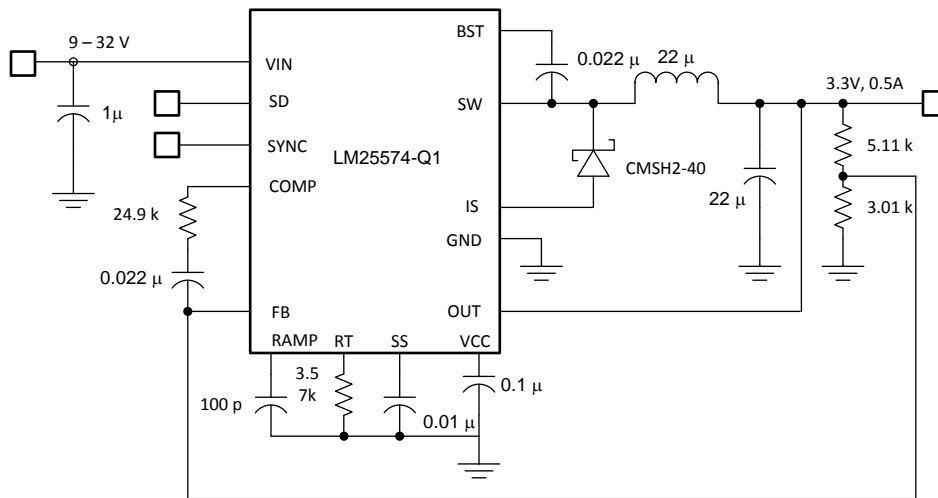 9 – 32 V
1μ
VIN
SD
SYNC
COMP
24.9 k
0.022 μ
FB
LM25574-Q1
BST
0.022 μ
22 μ
SW
3.3V, 0.5A
CMSH2-40
5.11 k
3.01 k
22 μ
IS
GND
OUT
RAMP
RT
SS
VCC
100 p
3.5
7k
0.01 μ
0.1 μ